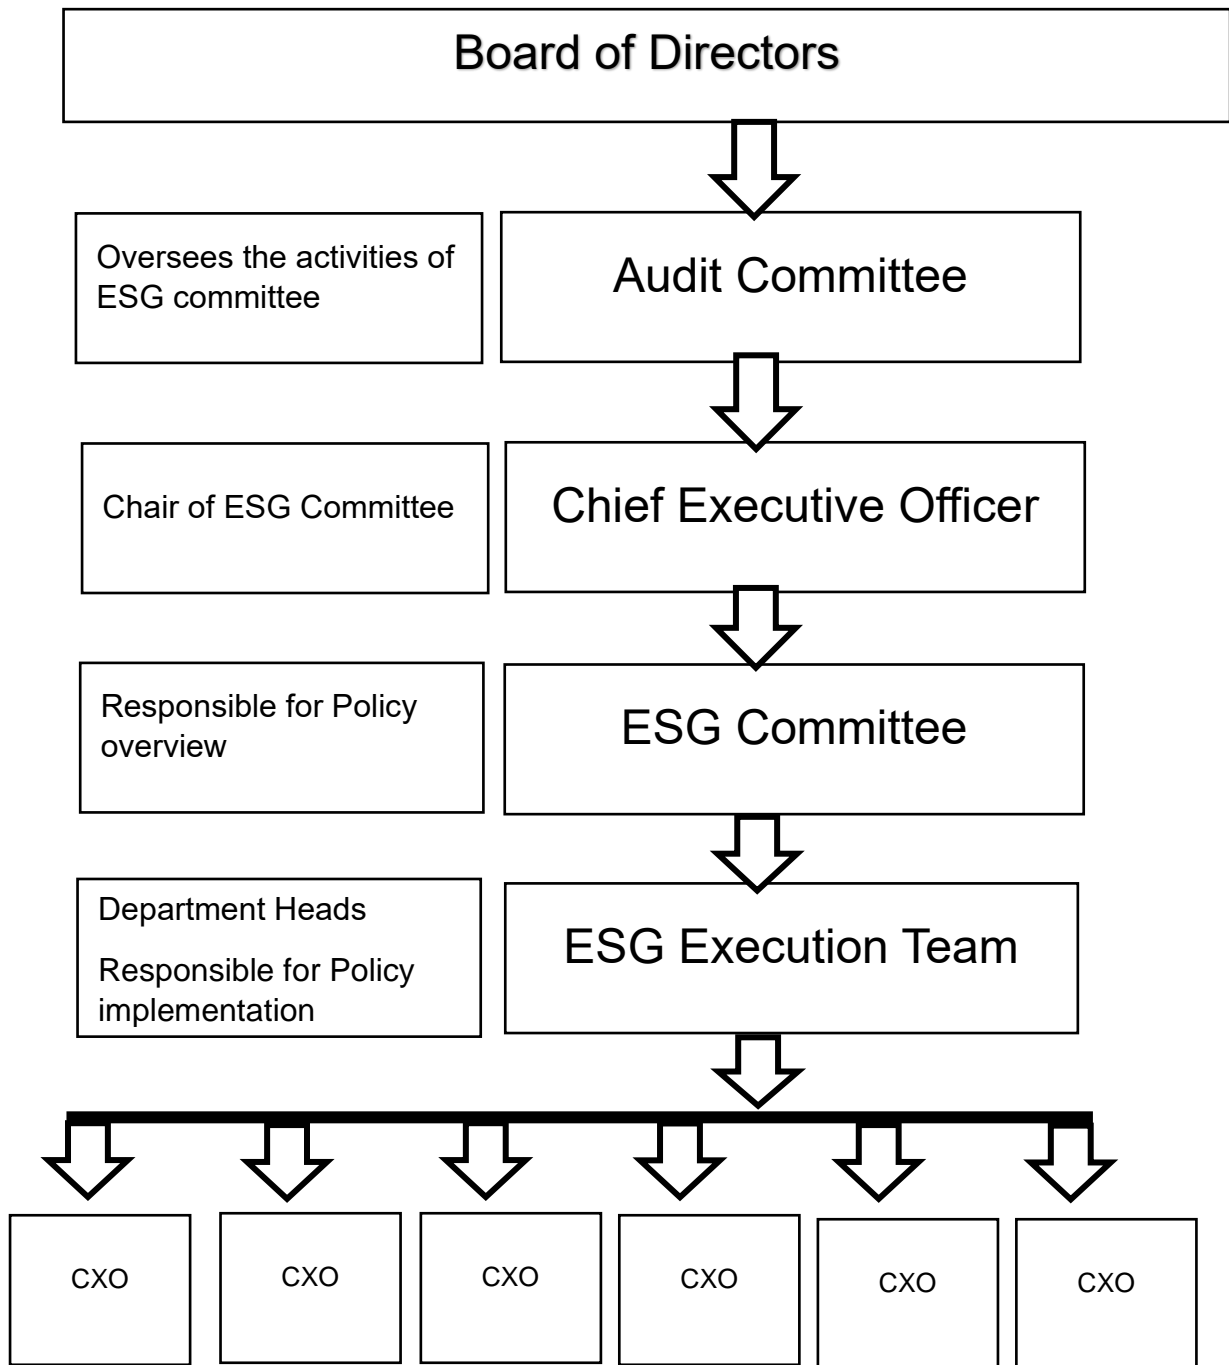 Board of Directors
Oversees the activities of
ESG committee
Audit Committee
Chair of ESG Committee
Chief Executive Officer
Responsible for Policy
overview
ESG Committee
Department Heads
Responsible for Policy
implementation
ESG Execution Team
CXO
CXO
CXO
CXO
CXO
CXO